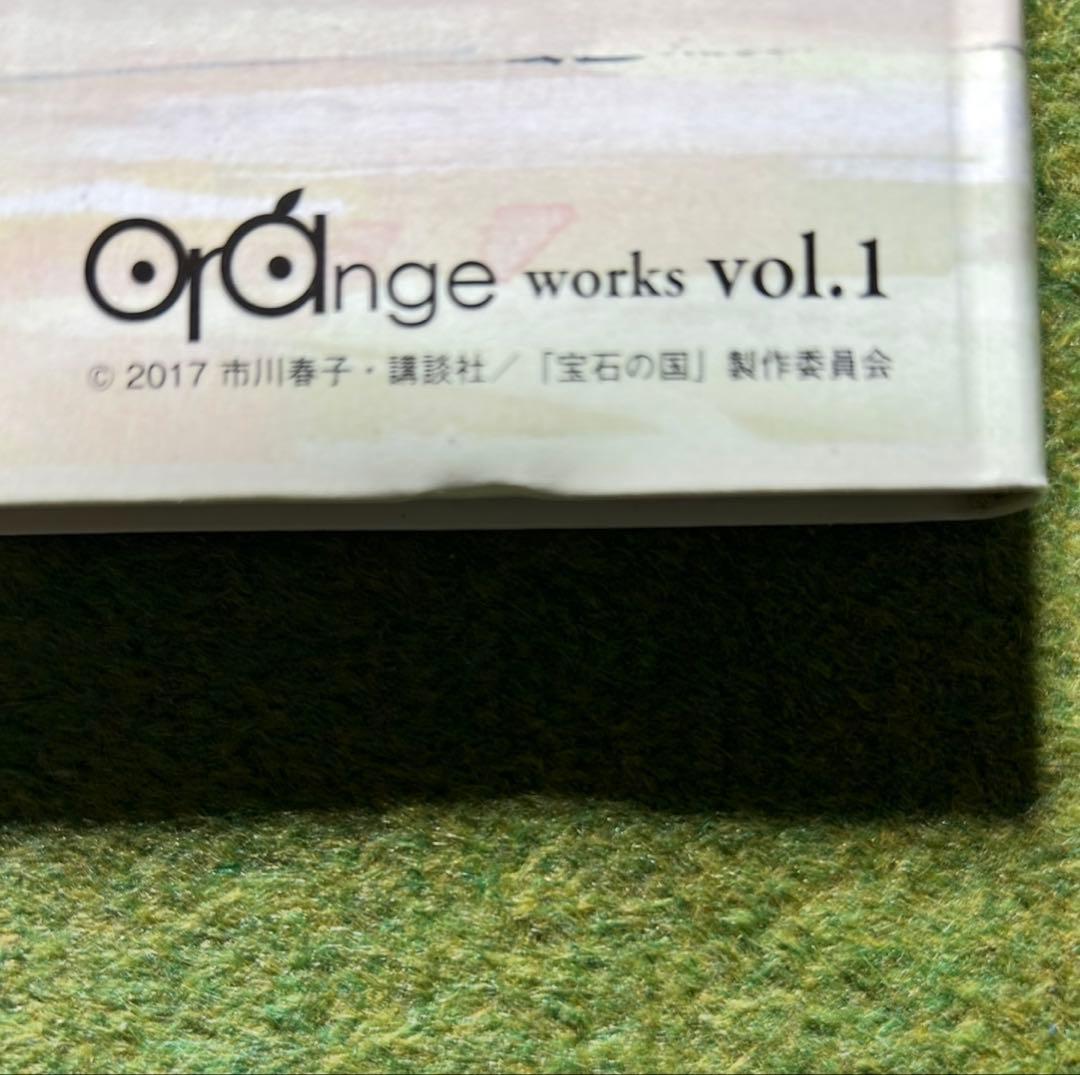 orange works vol.1
© 2017 市川春子・講談社／「宝石の国」製作委員会